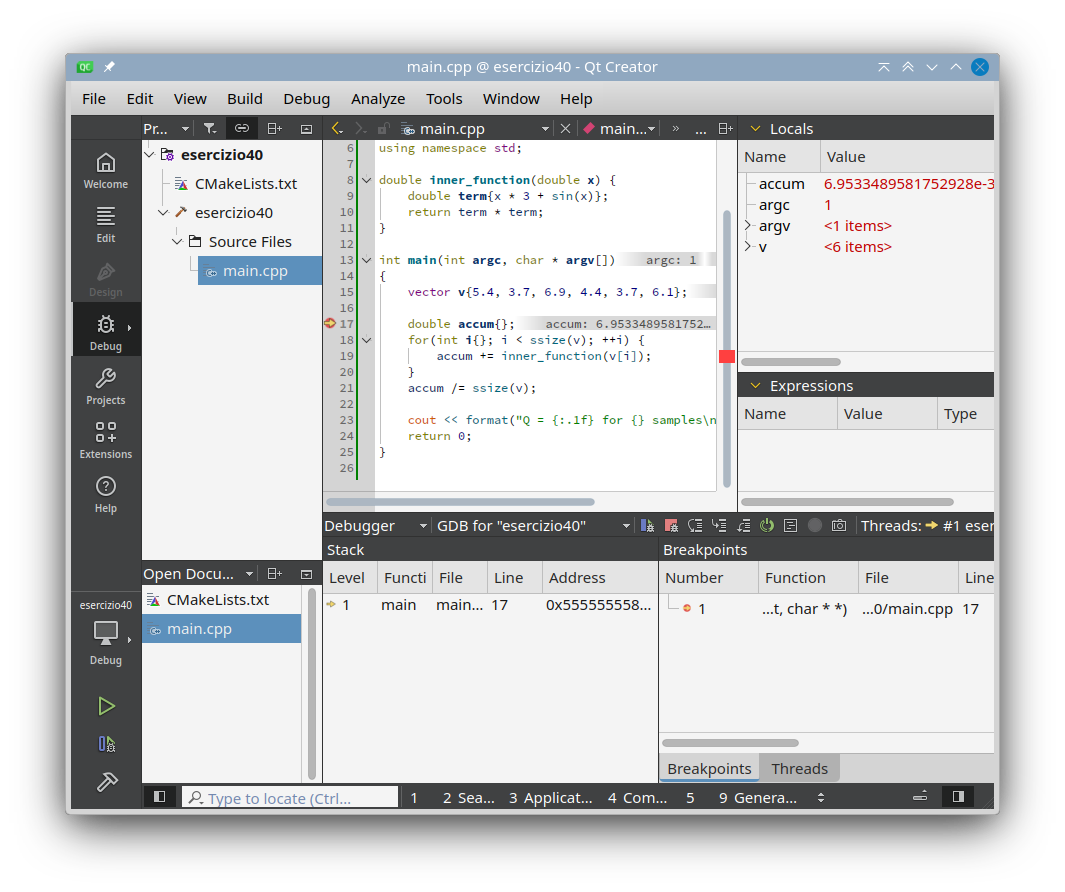 main.cpp @ esercizio40 - Qt Creator
File Edit View Build Debug Analyze Tools Window Help
Pr...
main.cpp
main...
»
...
Locals
Welcome
Edit
Design
Debug
Projects
Extensions
Help
esercizio40
Debug
esercizio40
CMakeLists.txt
esercizio40
Source Files
main.cpp
6 using namespace std;
7
8 double inner_function(double x) {
9 double term{x * 3 + sin(x)};
10 return term * term;
11 }
12
13 int main(int argc, char * argv[]) argc: 1
14 {
15 vector v{5.4, 3.7, 6.9, 4.4, 3.7, 6.1};
16
17 double accum{}; accum: 6.9533489581752...
18 for(int i{}; i < ssize(v); ++i) {
19 accum += inner_function(v[i]);
20 }
21 accum /= ssize(v);
22
23 cout << format("Q = {:.1f} for {} samples\n
24 return 0;
25 }
26
Name Value
accum 6.9533489581752928e-3
argc 1
argv <1 items>
v <6 items>
Expressions
Name Value Type
Debugger GDB for "esercizio40" Threads: #1 eser
Open Docu...
CMakeLists.txt
main.cpp
Stack
Level Functi File Line Address
1 main main... 17 0x555555558...
Breakpoints
Number Function File Line
1 ...t, char * *) ...0/main.cpp 17
Breakpoints Threads
Type to locate (Ctrl... 1 2 Sea... 3 Applicat... 4 Com... 5 9 Genera...